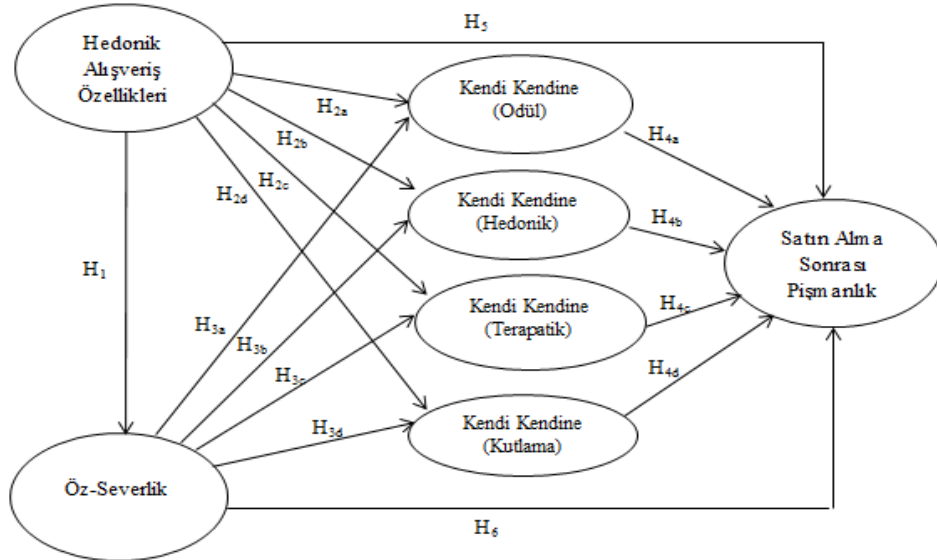 H5
Hedonik
Alışveriş
Özellikleri
Kendi Kendine
(Odül)
H2a
H4a
H2b
H2c
H2d
Kendi Kendine
(Hedonik)
H4b
Satın Alma
Sonrası
Pişmanlık
H1
Kendi Kendine
(Terapatik)
H4c
H3a
H3b
H3c
H4d
Kendi Kendine
(Kutlama)
H3d
Öz-Severlik
H6